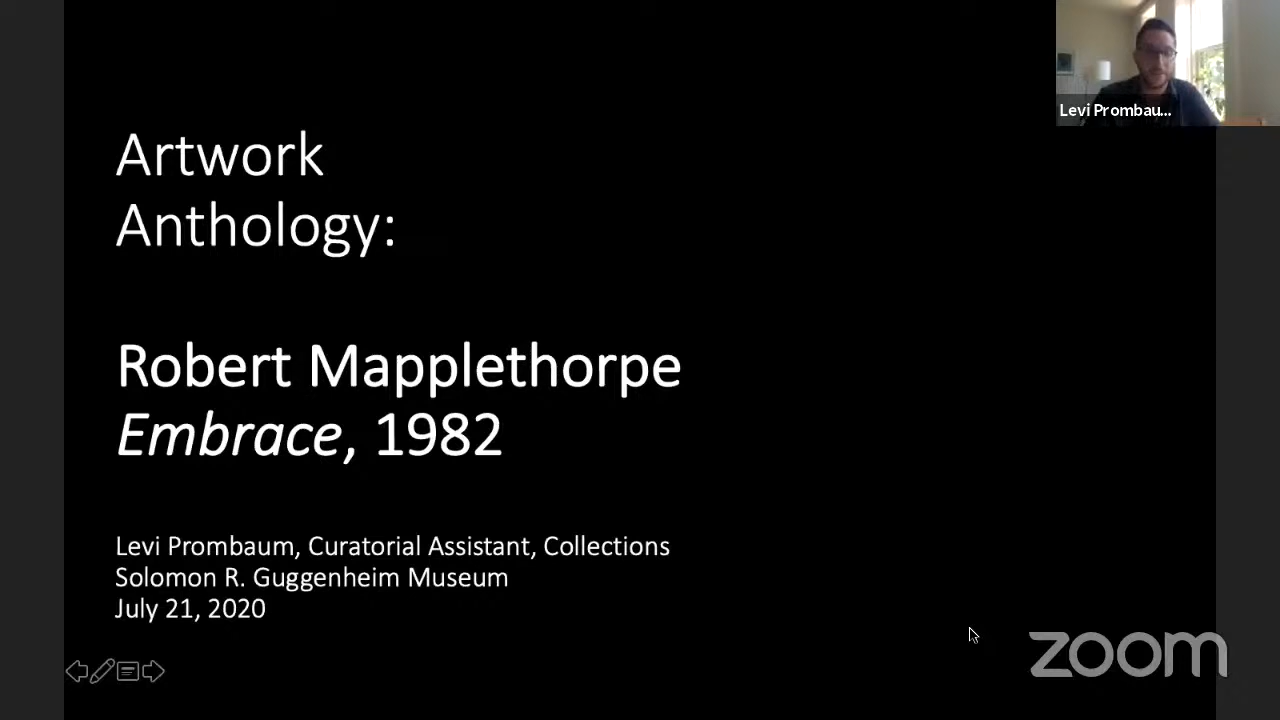 Artwork
Anthology:
Robert Mapplethorpe
Embrace, 1982
Levi Prombaum, Curatorial Assistant, Collections
Solomon R. Guggenheim Museum
July 21, 2020
Levi Prombau...
zoom